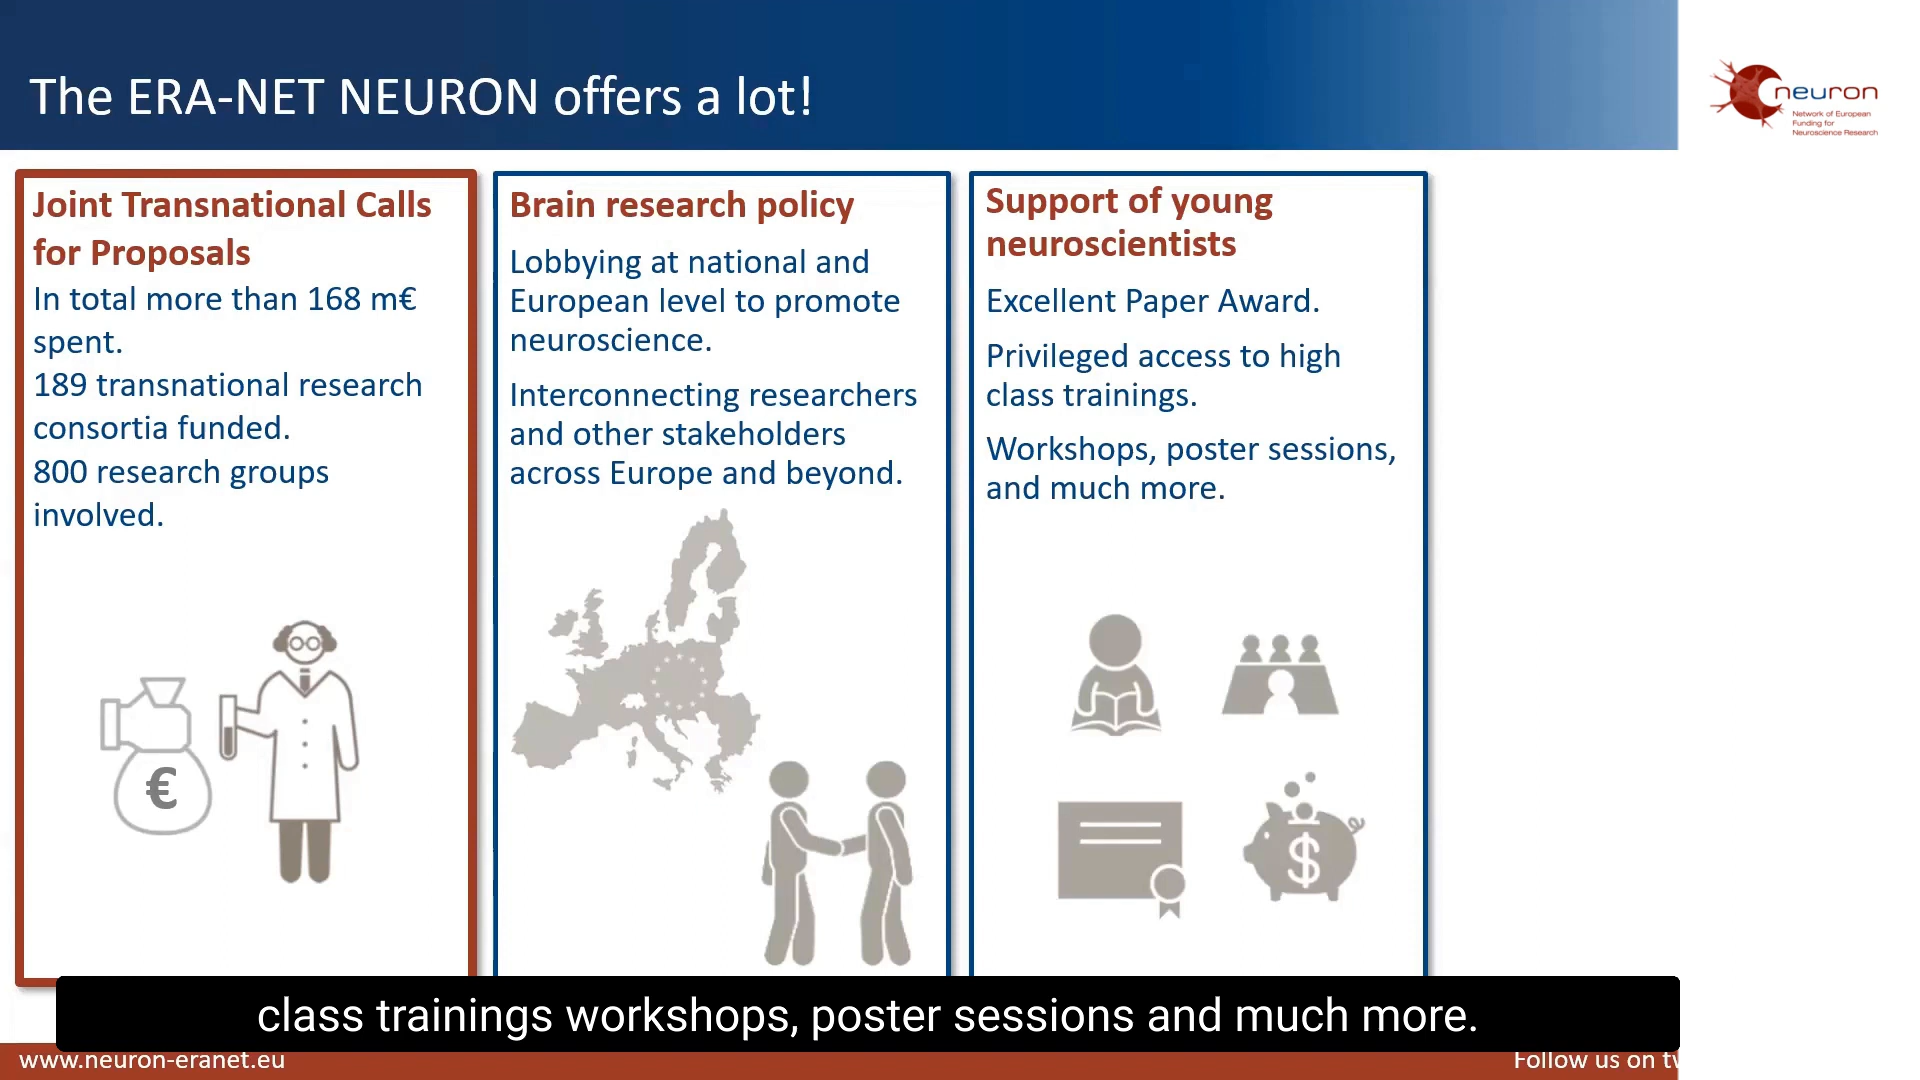 The ERA-NET NEURON offers a lot!
neuron
Network of European
Funding for
Neuroscience Research
Joint Transnational Calls
for Proposals
In total more than 168 m€
spent.
189 transnational research
consortia funded.
800 research groups
involved.
€
Brain research policy
Lobbying at national and
European level to promote
neuroscience.
Interconnecting researchers
and other stakeholders
across Europe and beyond.
Support of young
neuroscientists
Excellent Paper Award.
Privileged access to high
class trainings.
Workshops, poster sessions,
and much more.
$
class trainings workshops, poster sessions and much more.
www.neuron-eranet.eu
Follow us on tw